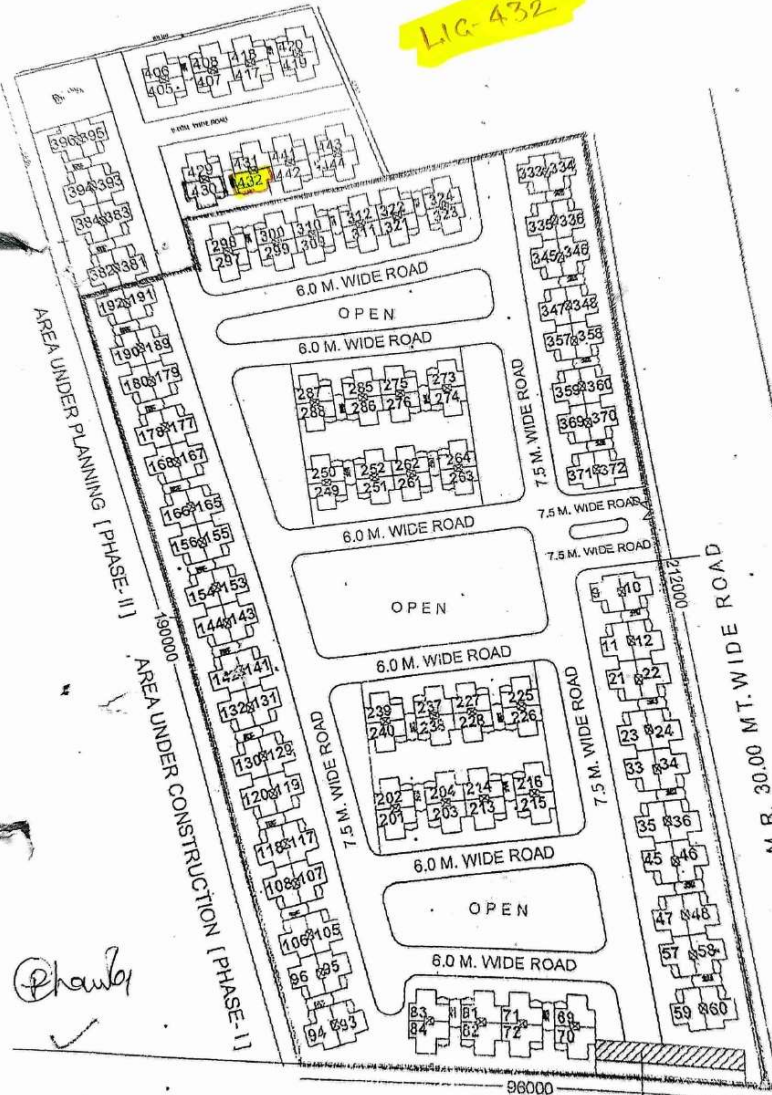 LIG-432
406 408 418 420
405 407 417 419
9.0 MT. WIDE ROAD
396 395
394 393
384 383
382 381
429 431 441 443
430 432 442 444
298 300 310 312 322 324
297 299 309 311 321 323
6.0 M. WIDE ROAD
OPEN
6.0 M. WIDE ROAD
333 334
335 336
345 346
347 348
357 358
359 360
369 370
371 372
287 285 275 273
288 286 276 274
250 252 262 264
249 251 261 263
7.5 M. WIDE ROAD
6.0 M. WIDE ROAD
7.5 M. WIDE ROAD
7.5 M. WIDE ROAD
OPEN
6.0 M. WIDE ROAD
192 191
190 189
180 179
178 177
168 167
166 165
156 155
154 153
144 143
142 141
132 131
130 129
120 119
118 117
108 107
106 105
96 95
94 93
AREA UNDER PLANNING [ PHASE- II ]
190000
AREA UNDER CONSTRUCTION [ PHASE- I ]
7.5 M. WIDE ROAD
239 237 227 225
240 238 228 226
202 204 214 216
201 203 213 215
7.5 M. WIDE ROAD
6.0 M. WIDE ROAD
OPEN
6.0 M. WIDE ROAD
9 10
11 12
21 22
23 24
33 34
35 36
45 46
47 48
57 58
59 60
212000
M.R. 30.00 MT. WIDE ROAD
83 81 71 69
84 82 72 70
96000